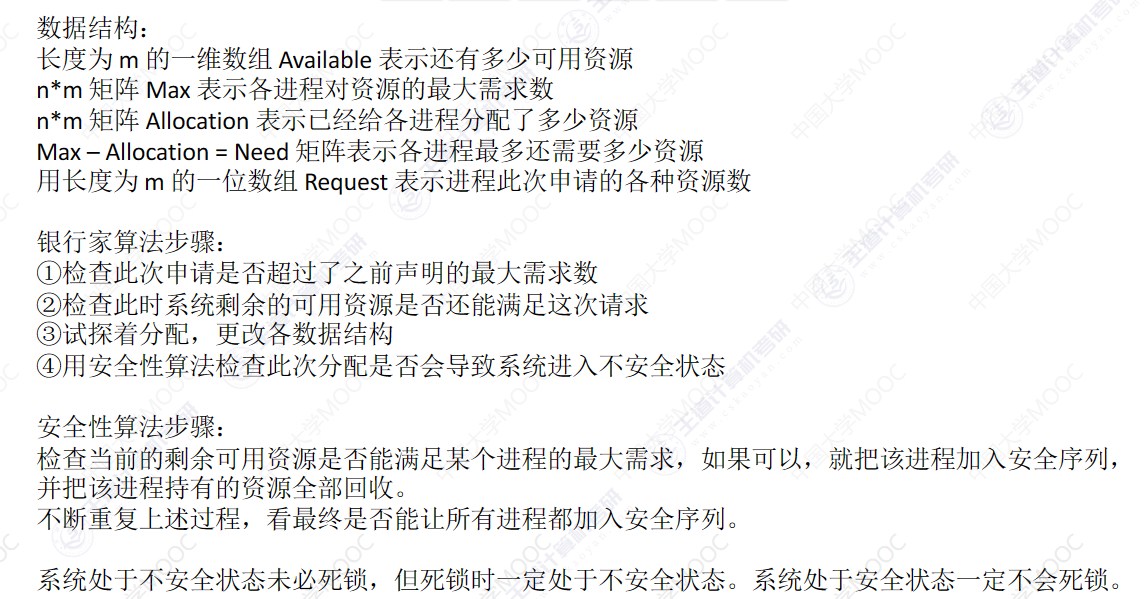 数据结构：
长度为 m 的一维数组 Available 表示还有多少可用资源
n*m 矩阵 Max 表示各进程对资源的最大需求数
n*m 矩阵 Allocation 表示已经给各进程分配了多少资源
Max – Allocation = Need 矩阵表示各进程最多还需要多少资源
用长度为 m 的一位数组 Request 表示进程此次申请的各种资源数
银行家算法步骤：
①检查此次申请是否超过了之前声明的最大需求数
②检查此时系统剩余的可用资源是否还能满足这次请求
③试探着分配，更改各数据结构
④用安全性算法检查此次分配是否会导致系统进入不安全状态
安全性算法步骤：
检查当前的剩余可用资源是否能满足某个进程的最大需求，如果可以，就把该进程加入安全序列，
并把该进程持有的资源全部回收。
不断重复上述过程，看最终是否能让所有进程都加入安全序列。
系统处于不安全状态未必死锁，但死锁时一定处于不安全状态。系统处于安全状态一定不会死锁。